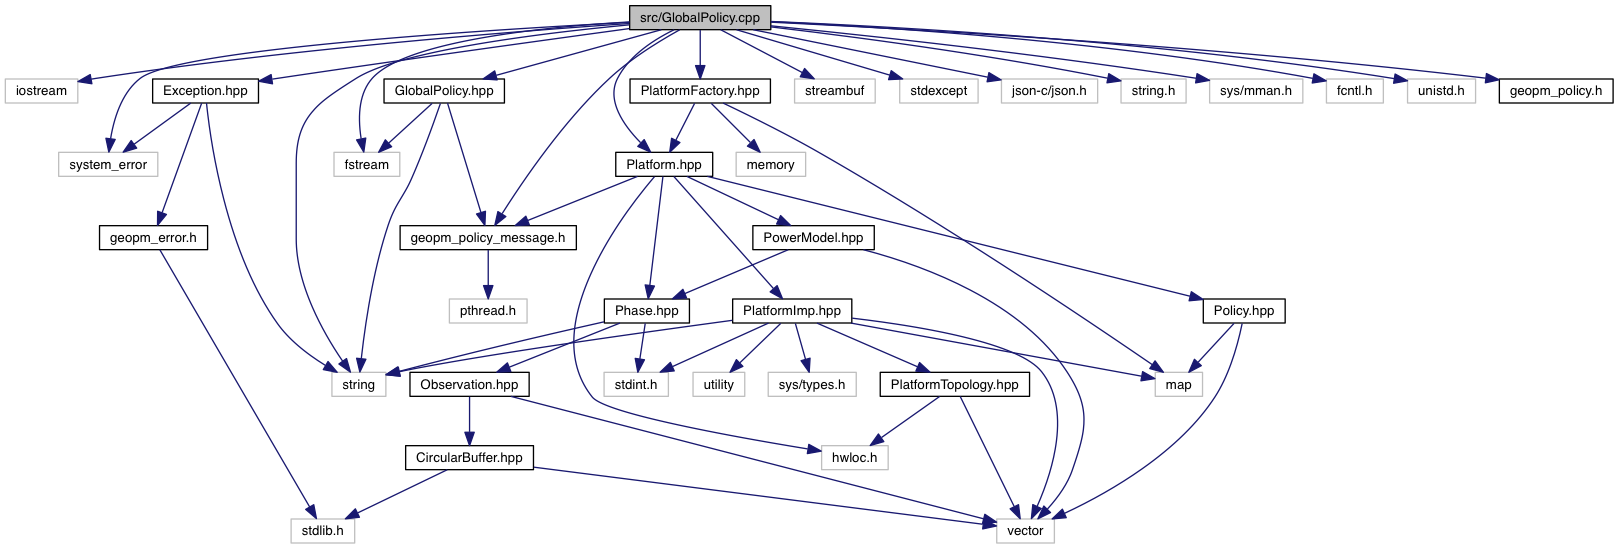 src/GlobalPolicy.cpp
iostream
Exception.hpp
GlobalPolicy.hpp
PlatformFactory.hpp
streambuf
stdexcept
json-c/json.h
string.h
sys/mman.h
fcntl.h
unistd.h
geopm_policy.h
system_error
fstream
Platform.hpp
memory
geopm_error.h
geopm_policy_message.h
PowerModel.hpp
pthread.h
Phase.hpp
PlatformImp.hpp
Policy.hpp
string
Observation.hpp
stdint.h
utility
sys/types.h
PlatformTopology.hpp
map
CircularBuffer.hpp
hwloc.h
stdlib.h
vector